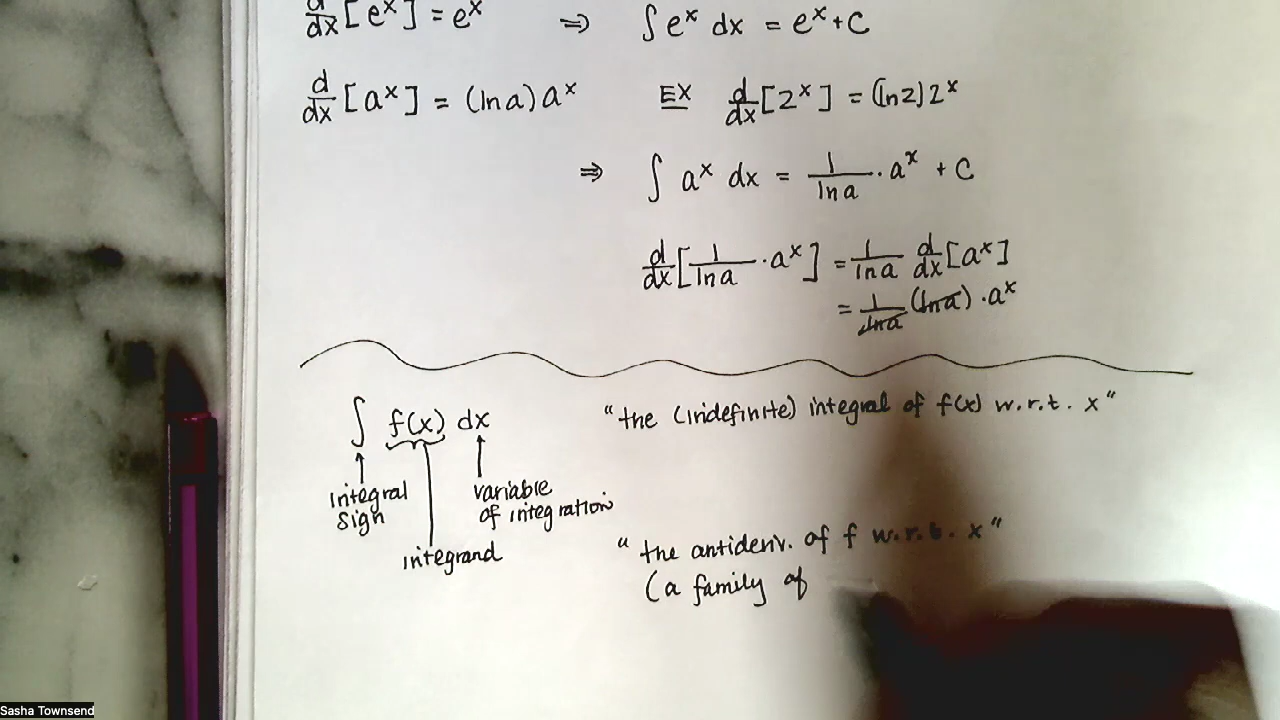 d/dx [e^x] = e^x ⇒ ∫ e^x dx = e^x + C
d/dx [a^x] = (ln a) a^x EX d/dx [2^x] = (ln 2) 2^x
⇒ ∫ a^x dx = 1/ln a · a^x + C
d/dx [1/ln a · a^x] = 1/ln a d/dx [a^x]
= 1/ln a (ln a) · a^x
∫ f(x) dx "the (indefinite) integral of f(x) w.r.t. x"
integral sign
variable of integration
integrand
"the antideriv. of f w.r.t. x"
(a family of
Sasha Townsend